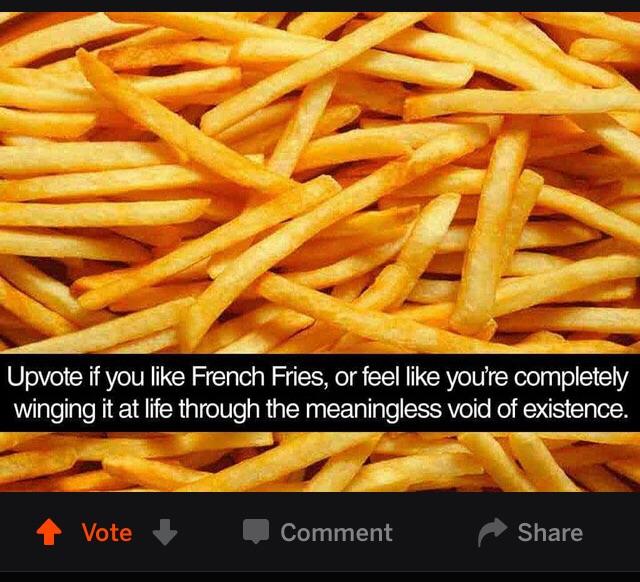 Upvote if you like French Fries, or feel like you're completely
winging it at life through the meaningless void of existence.
Vote Comment Share